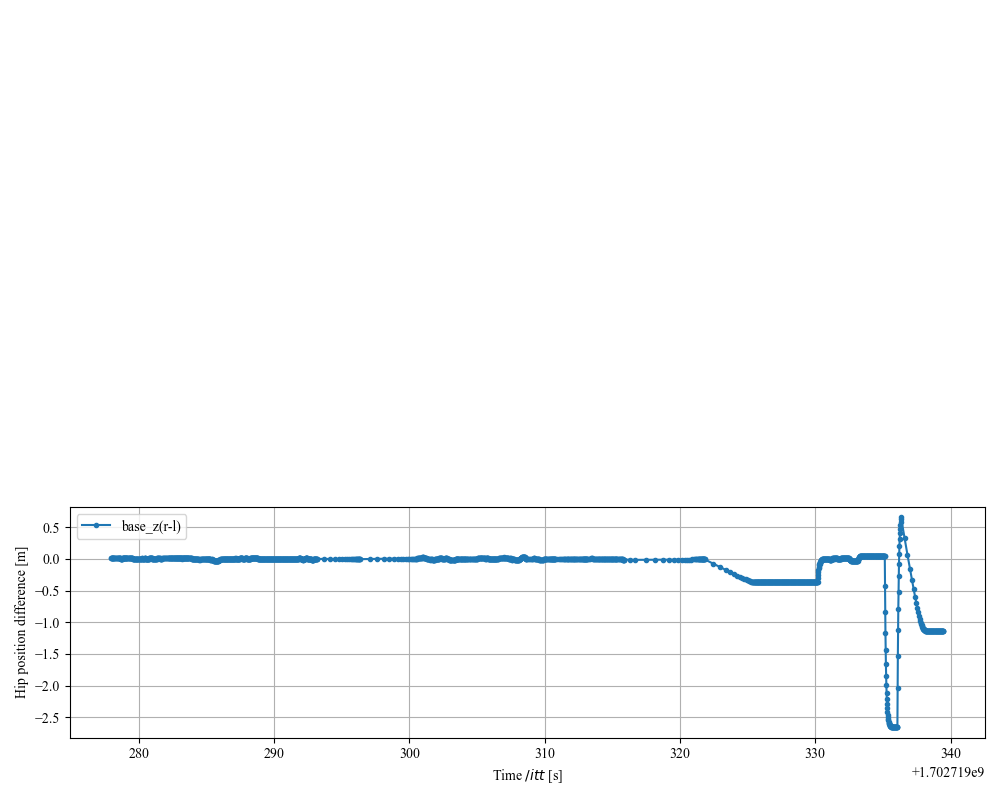 base_z(r-l)
0.5
0.0
−0.5
−1.0
−1.5
−2.0
−2.5
Hip position difference [m]
280 290 300 310 320 330 340
Time /itt [s]
+1.702719e9